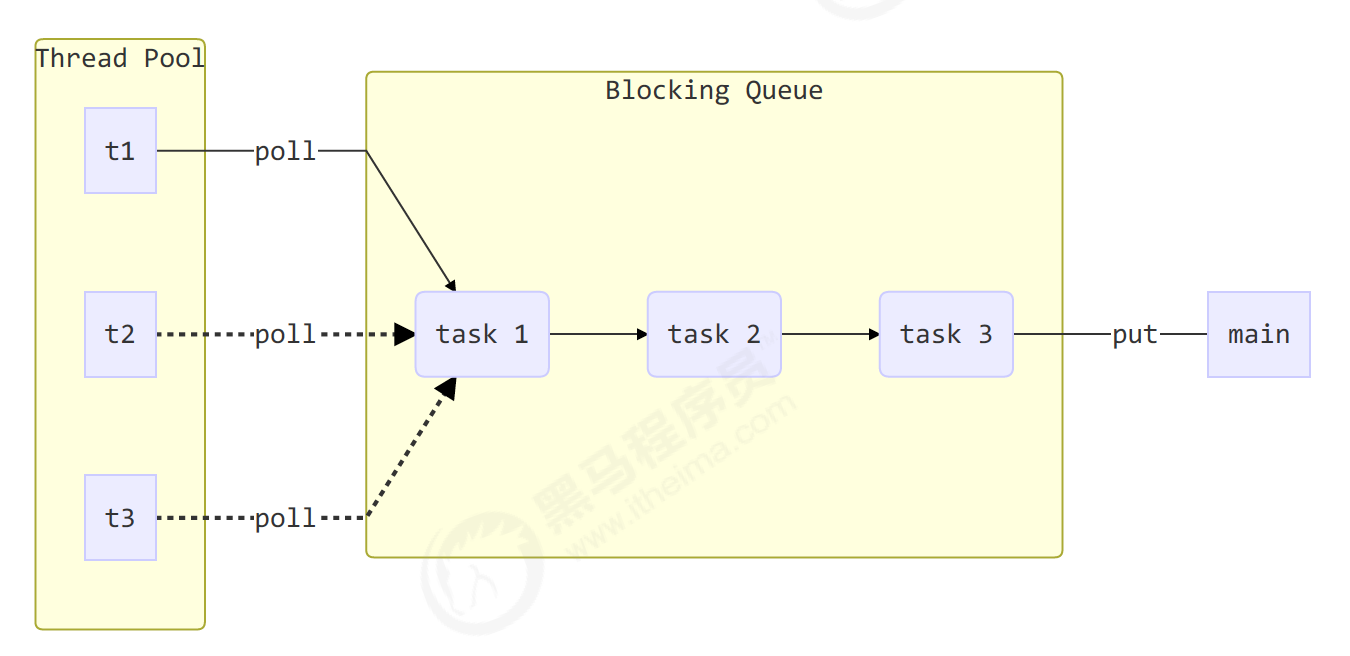 Thread Pool
Blocking Queue
t1
poll
t2
poll
task 1
task 2
task 3
put
main
t3
poll
黑马程序员
www.itheima.com